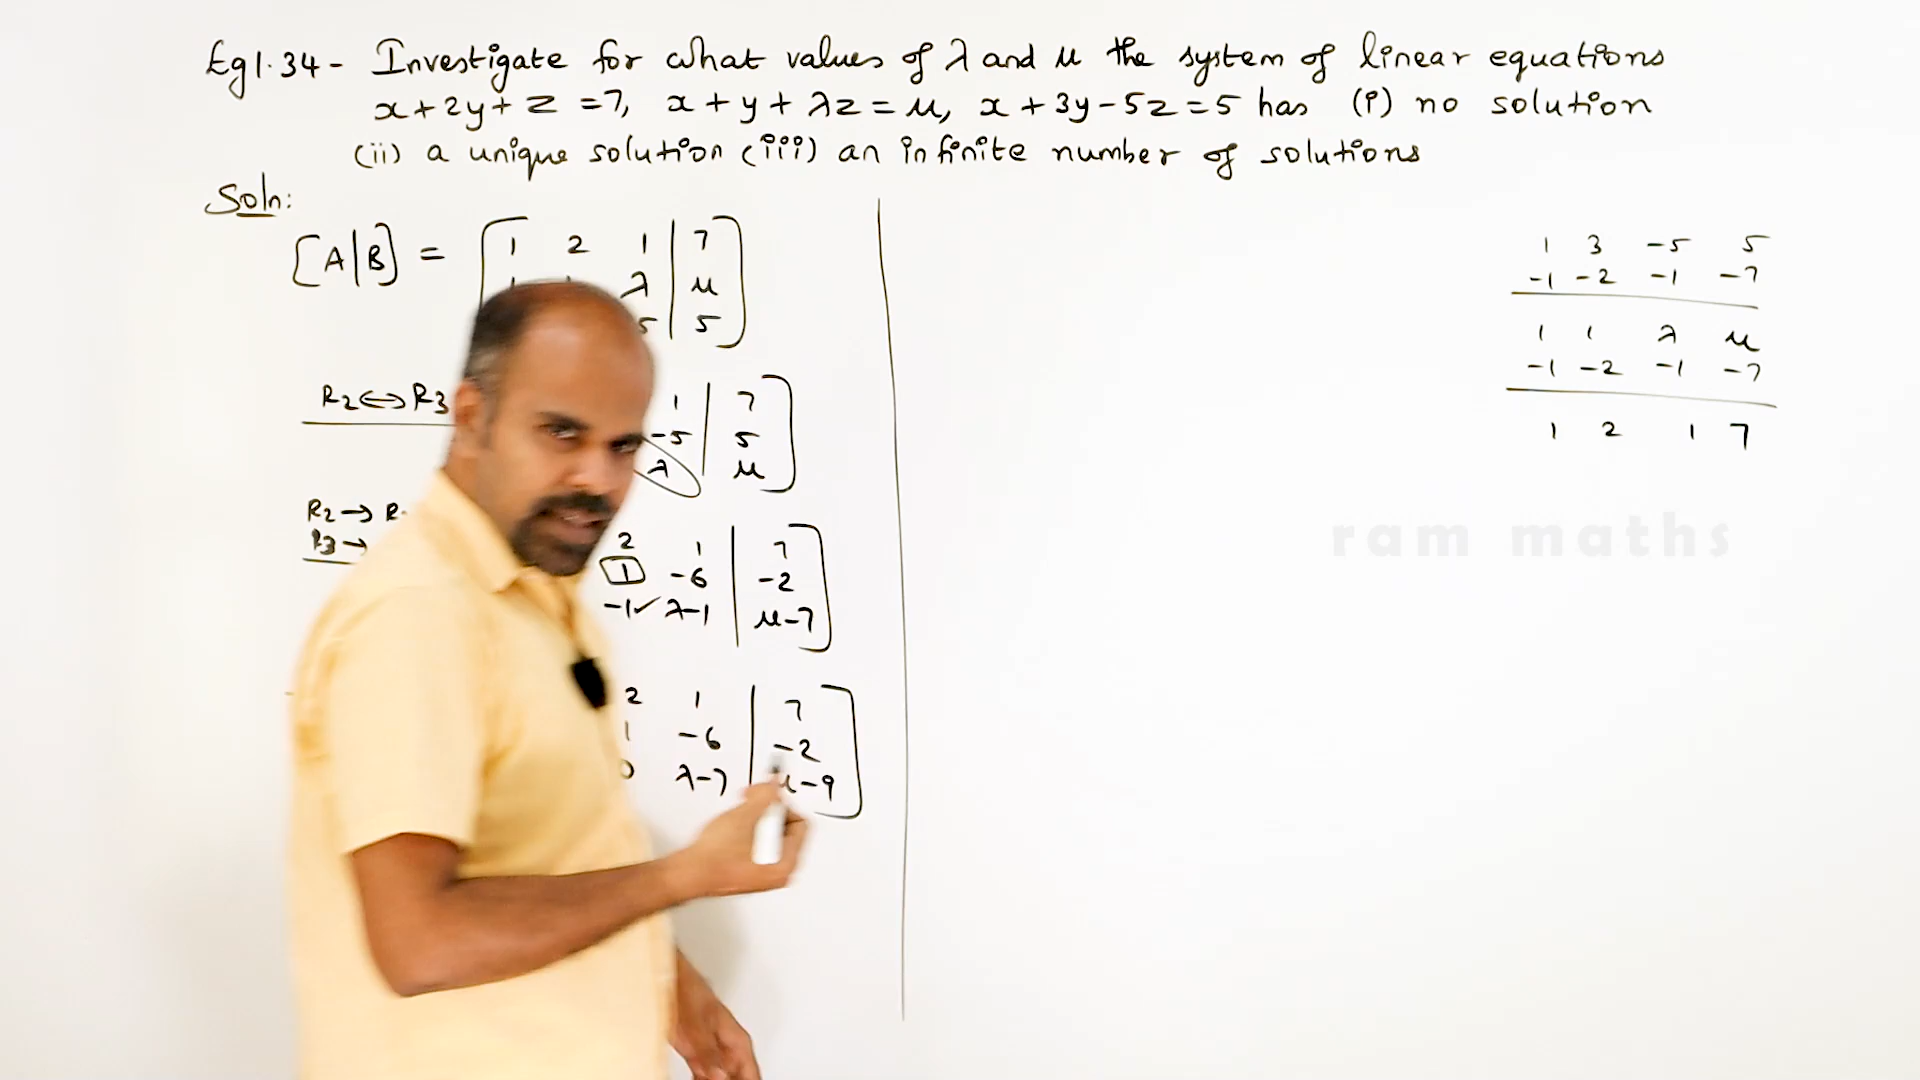 Eg 1.34 - Investigate for what values of λ and μ the system of linear equations
x + 2y + z = 7, x + y + λz = μ, x + 3y - 5z = 5 has (i) no solution
(ii) a unique solution (iii) an infinite number of solutions
Soln:
[A|B] =
1 2 1 | 7
λ | μ
5 | 5
R2 ↔ R3
1 | 7
-5 | 5
λ | μ
R2 →
R3 →
2 1 | 7
1 -6 | -2
-1 ✓ λ-1 | μ-7
2 1 | 7
1 -6 | -2
0 λ-7 | μ-9
1 3 -5 5
-1 -2 -1 -7
1 1 λ μ
-1 -2 -1 -7
1 2 1 7
ram maths